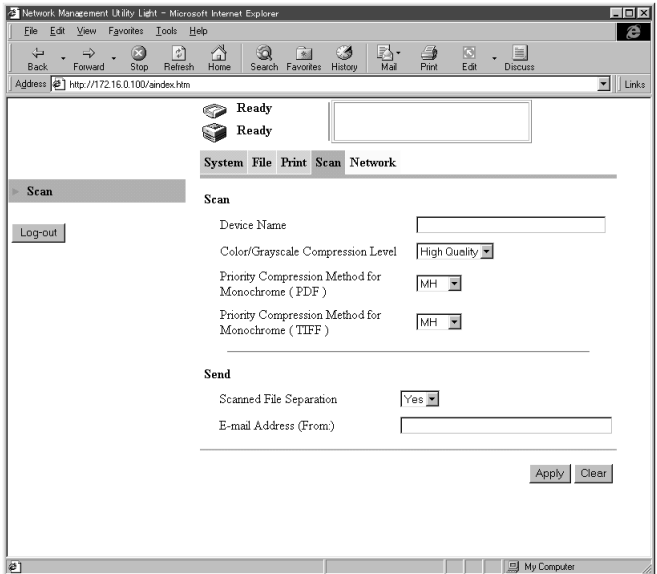 Network Management Utility Light - Microsoft Internet Explorer
File Edit View Favorites Tools Help
Back Forward Stop Refresh Home Search Favorites History Mail Print Edit Discuss
Address http://172.16.0.100/aindex.htm Links
Ready
Ready
System File Print Scan Network
Scan
Log-out
Scan
Device Name
Color/Grayscale Compression Level High Quality
Priority Compression Method for
Monochrome ( PDF ) MH
Priority Compression Method for
Monochrome ( TIFF ) MH
Send
Scanned File Separation Yes
E-mail Address (From:)
Apply Clear
My Computer